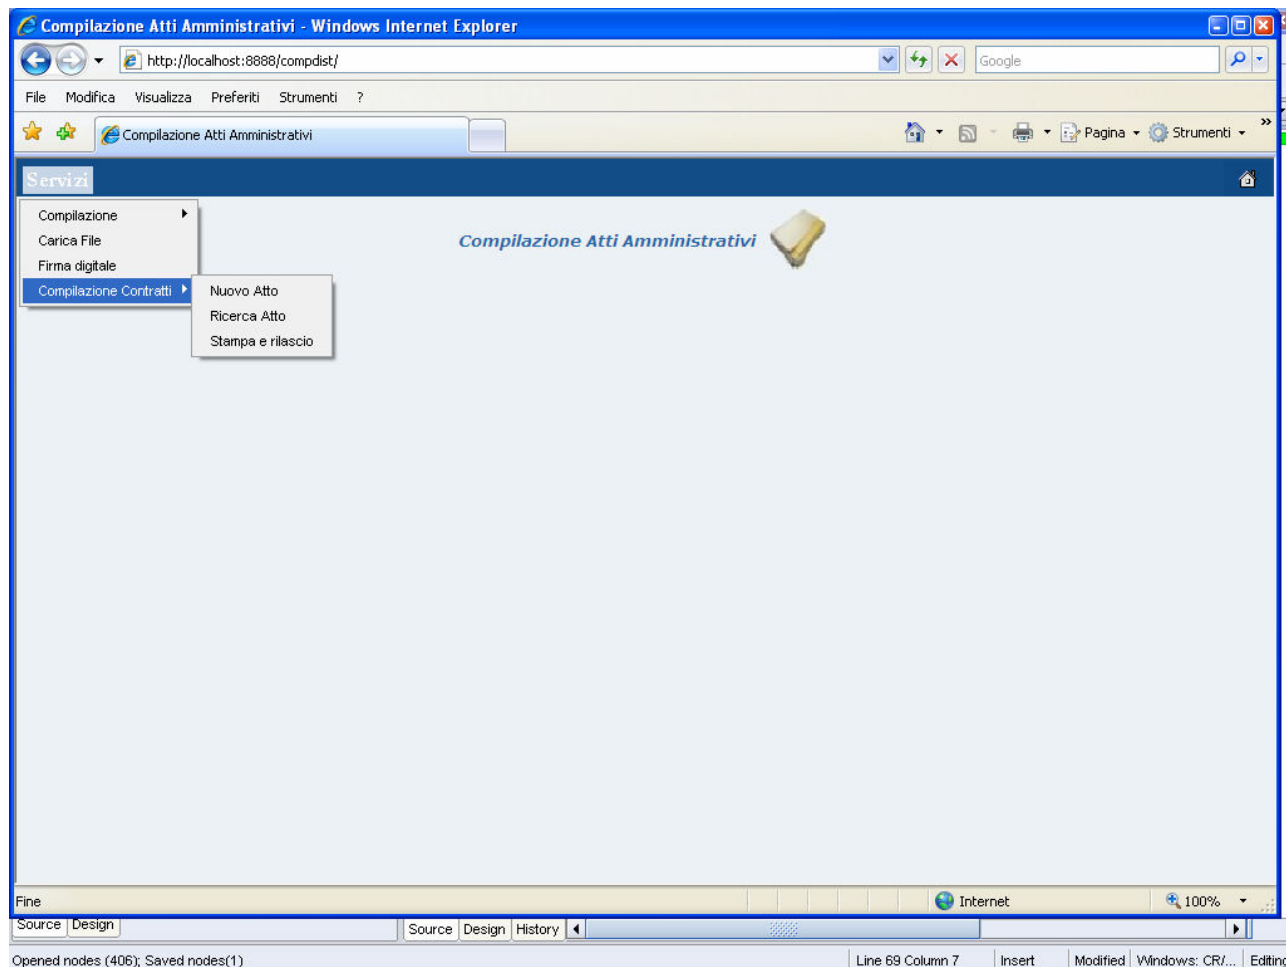 Compilazione Atti Amministrativi - Windows Internet Explorer
http://localhost:8888/compdist/
Google
File Modifica Visualizza Preferiti Strumenti ?
Compilazione Atti Amministrativi
Pagina Strumenti »
Servizi
Compilazione
Carica File
Firma digitale
Compilazione Contratti
Nuovo Atto
Ricerca Atto
Stampa e rilascio
Compilazione Atti Amministrativi
Fine Internet 100%
Source Design Source Design History
Opened nodes (406); Saved nodes(1) Line 69 Column 7 Insert Modified Windows: CR/... Editing